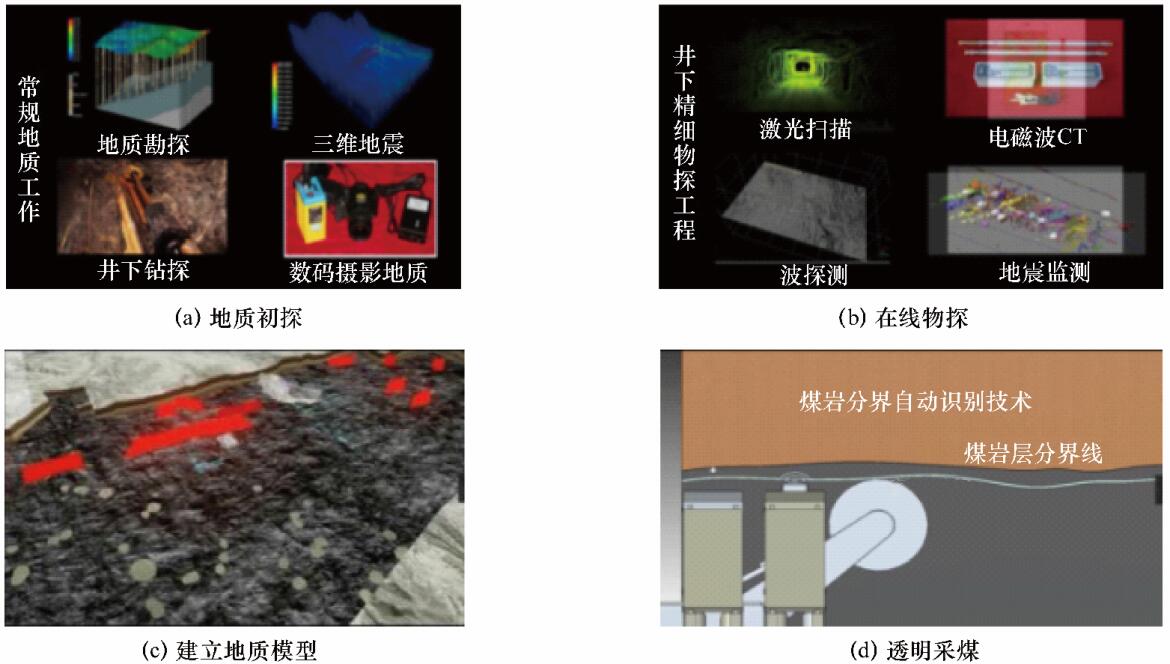 常规地质工作
地质勘探
三维地震
井下钻探
数码摄影地质
(a) 地质初探
井下精细物探工程
激光扫描
电磁波CT
波探测
地震监测
(b) 在线物探
(c) 建立地质模型
煤岩分界自动识别技术
煤岩层分界线
(d) 透明采煤